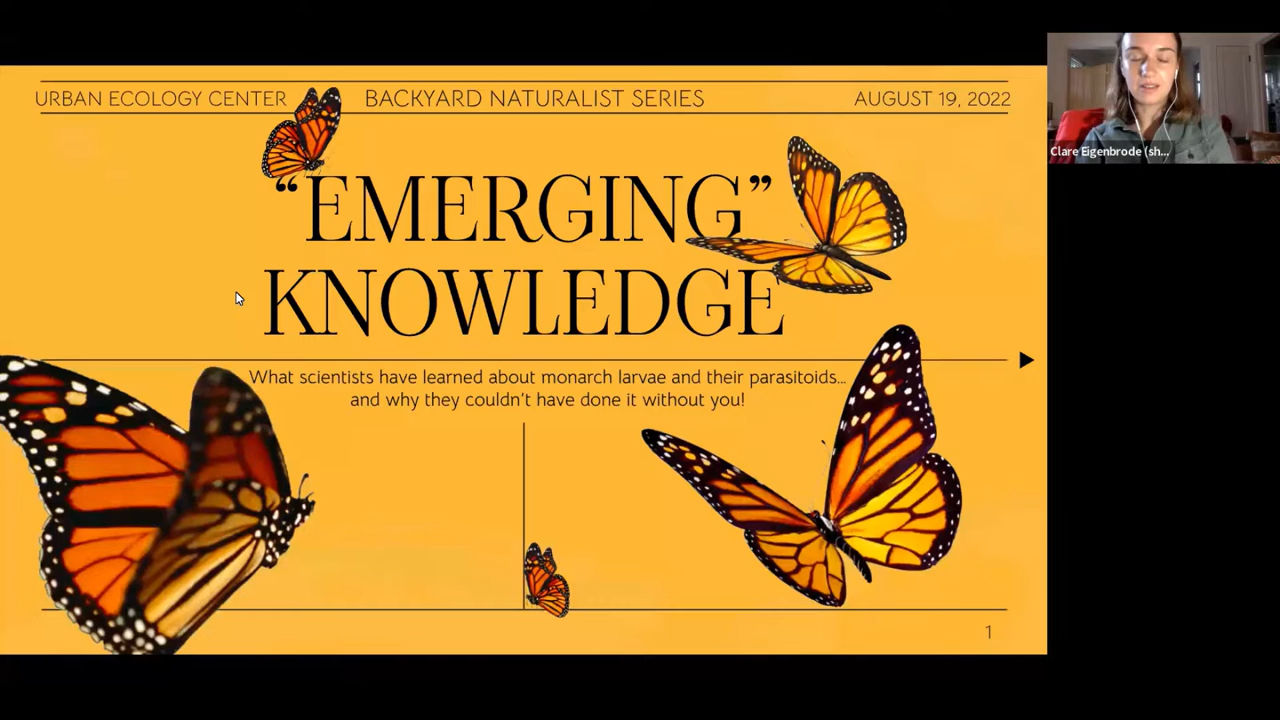 URBAN ECOLOGY CENTER BACKYARD NATURALIST SERIES AUGUST 19, 2022
Clare Eigenbrode (sh...
“EMERGING”
KNOWLEDGE
What scientists have learned about monarch larvae and their parasitoids...
and why they couldn't have done it without you!
1